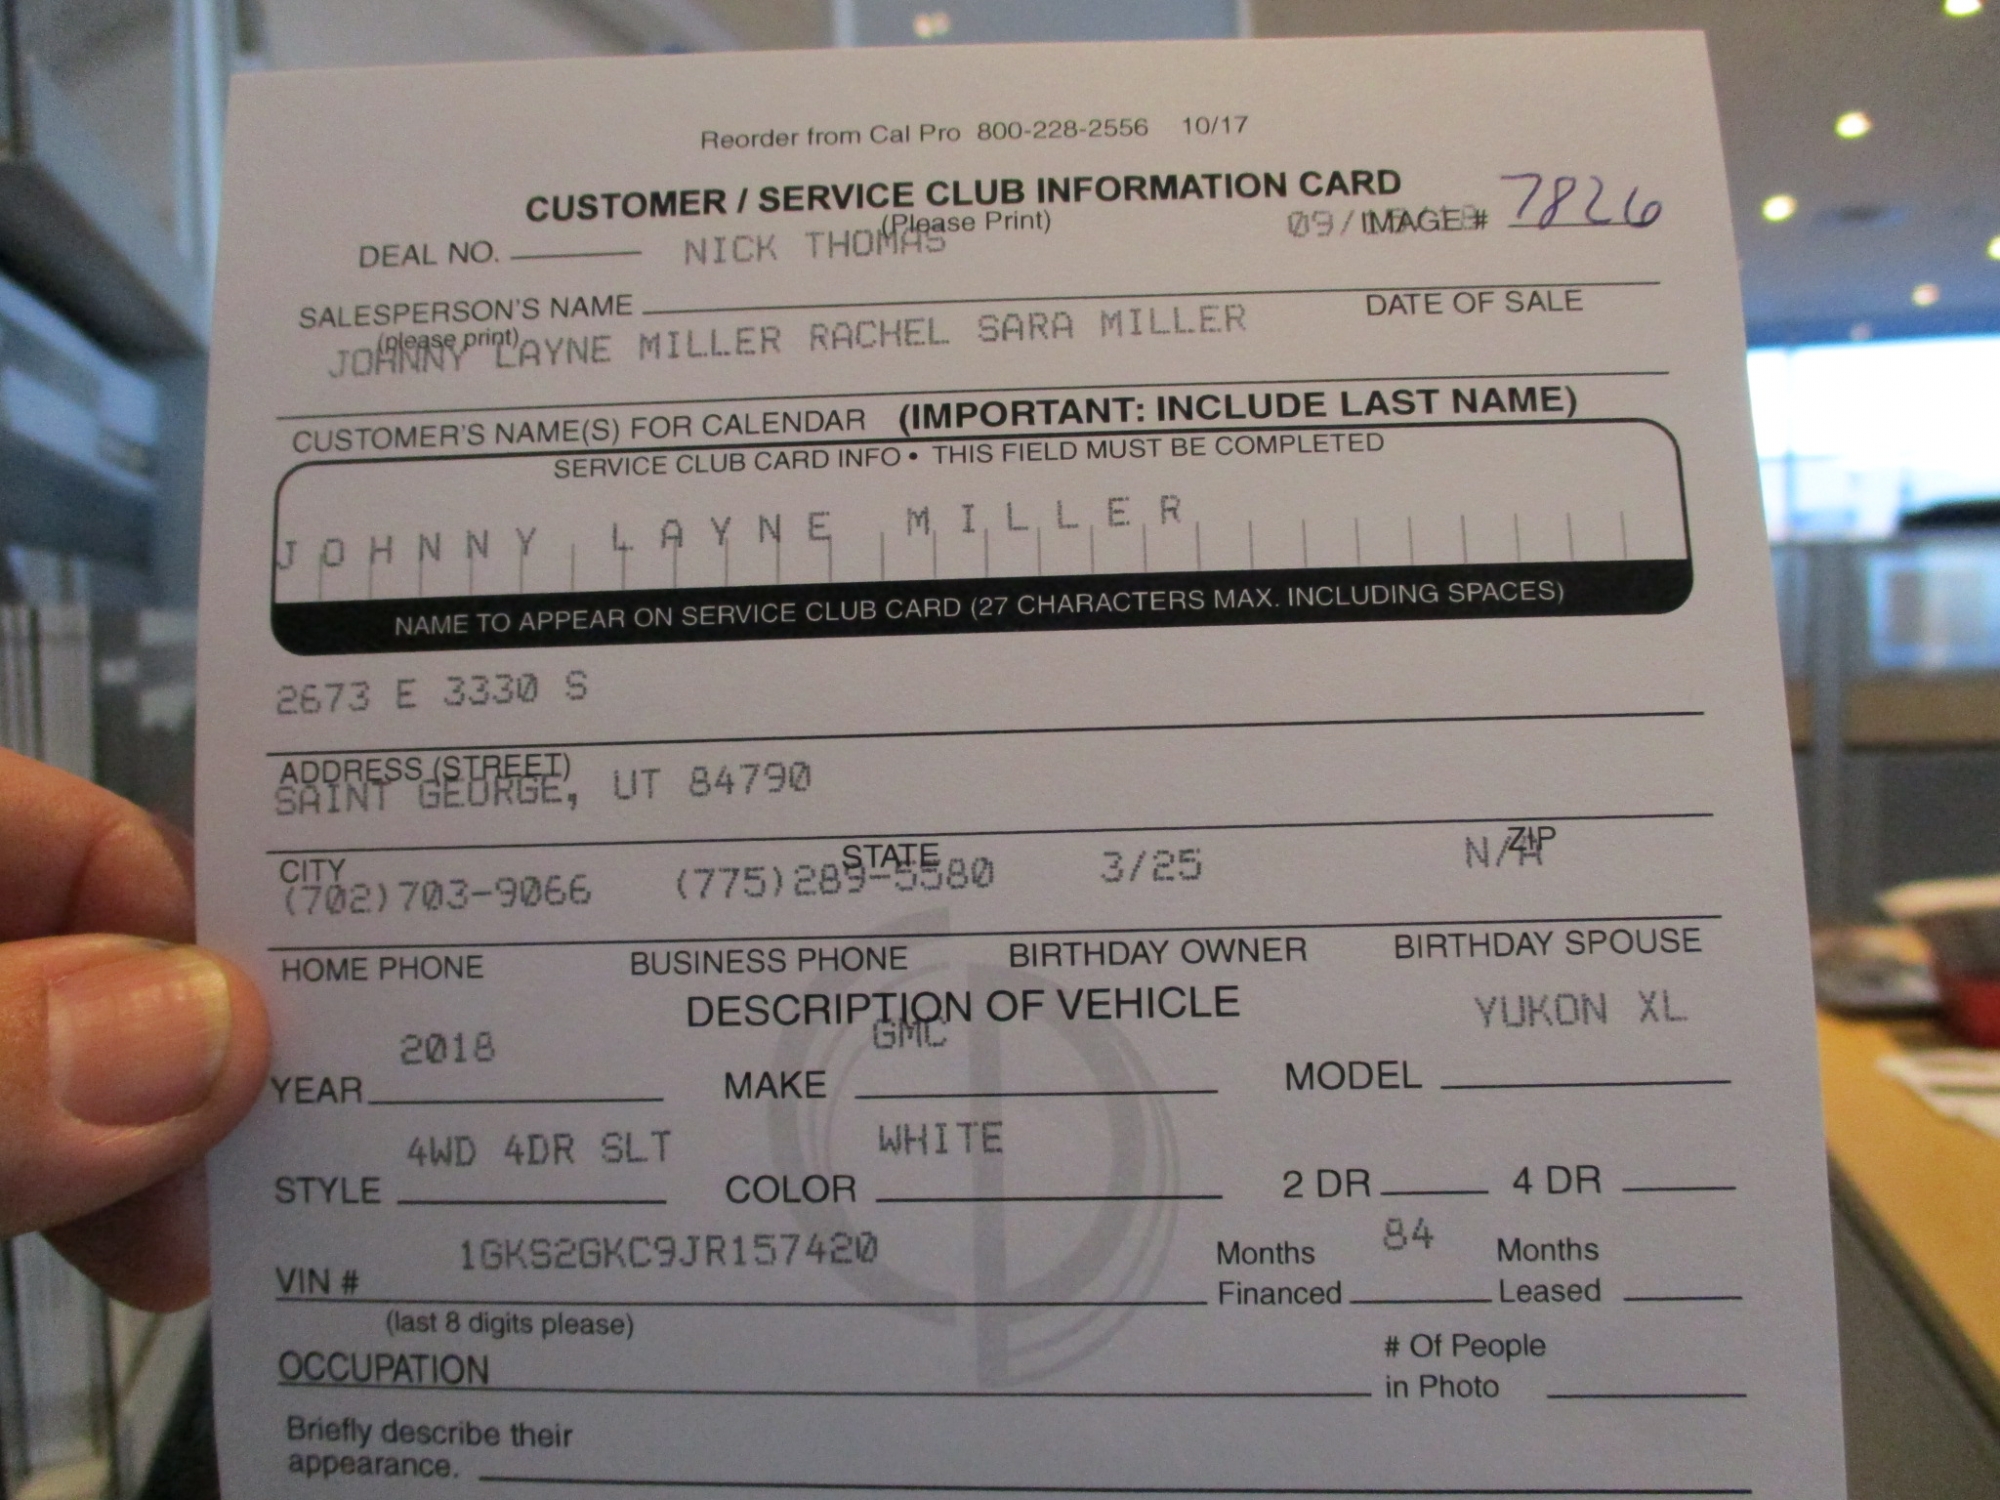 Reorder from Cal Pro 800-228-2556 10/17
CUSTOMER / SERVICE CLUB INFORMATION CARD
(Please Print)
DEAL NO. NICK THOMAS 09/ IMAGE# 7826
SALESPERSON'S NAME DATE OF SALE
(please print)
JOHNNY LAYNE MILLER RACHEL SARA MILLER
CUSTOMER'S NAME(S) FOR CALENDAR (IMPORTANT: INCLUDE LAST NAME)
SERVICE CLUB CARD INFO • THIS FIELD MUST BE COMPLETED
JOHNNY LAYNE MILLER
NAME TO APPEAR ON SERVICE CLUB CARD (27 CHARACTERS MAX. INCLUDING SPACES)
2673 E 3330 S
ADDRESS (STREET)
SAINT GEORGE, UT 84790
CITY STATE ZIP
(702)703-9066 (775)289-5580 3/25 N/A
HOME PHONE BUSINESS PHONE BIRTHDAY OWNER BIRTHDAY SPOUSE
DESCRIPTION OF VEHICLE
2018 GMC YUKON XL
YEAR MAKE MODEL
4WD 4DR SLT WHITE
STYLE COLOR 2 DR 4 DR
1GKS2GKC9JR157420 84
VIN # Months Financed Months Leased
(last 8 digits please)
OCCUPATION # Of People in Photo
Briefly describe their
appearance.